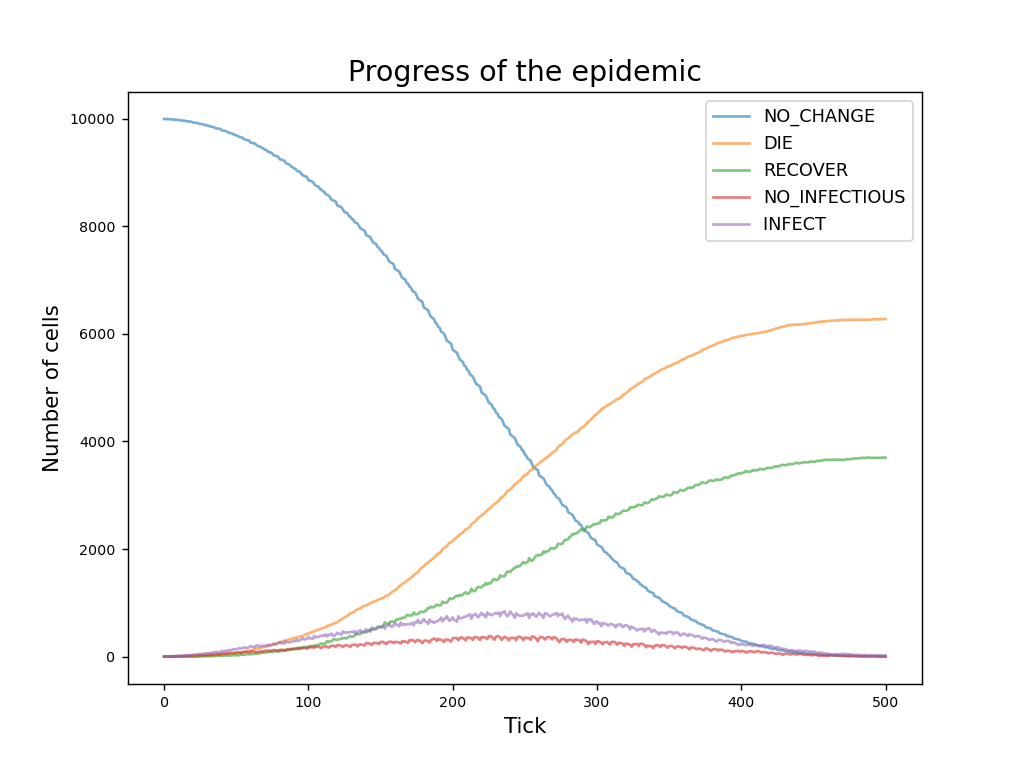 Progress of the epidemic
NO_CHANGE
DIE
RECOVER
NO_INFECTIOUS
INFECT
Number of cells
10000
8000
6000
4000
2000
0
0 100 200 300 400 500
Tick